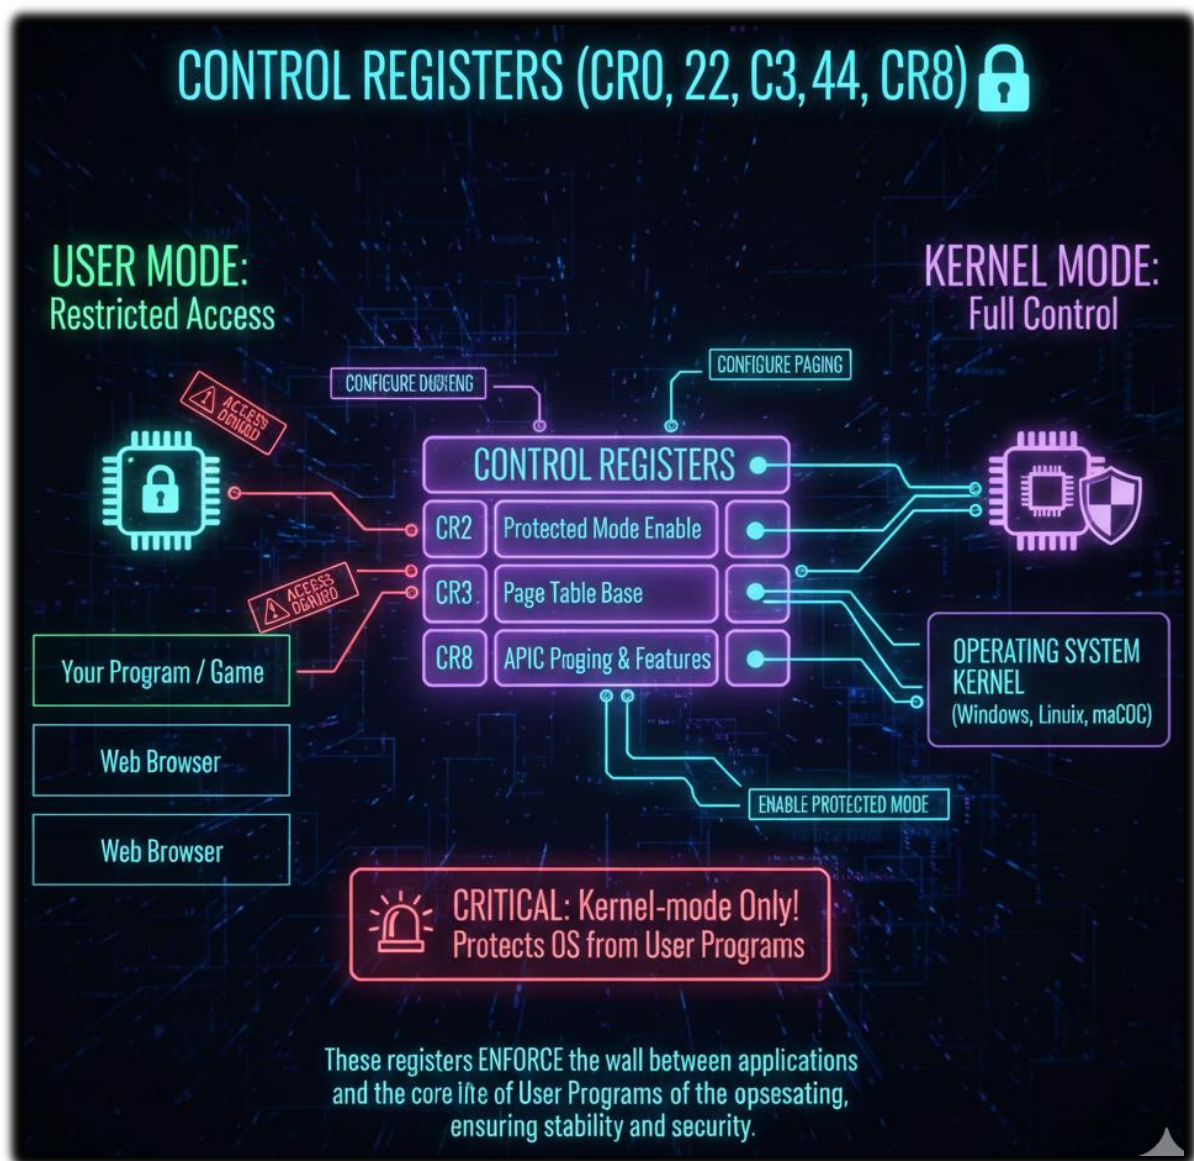 CONTROL REGISTERS (CR0, 22, C3, 44, CR8)
USER MODE:
Restricted Access
KERNEL MODE:
Full Control
CONFIGURE
CONFIGURE PAGING
ACCESS
CONTROL REGISTERS
CR2 Protected Mode Enable
CR3 Page Table Base
CR8 APIC Proging & Features
Your Program / Game
Web Browser
Web Browser
OPERATING SYSTEM
KERNEL
(Windows, Linuix, maCOC)
ENABLE PROTECTED MODE
CRITICAL: Kernel-mode Only!
Protects OS from User Programs
These registers ENFORCE the wall between applications
and the core of User Programs of the opsesating,
ensuring stability and security.